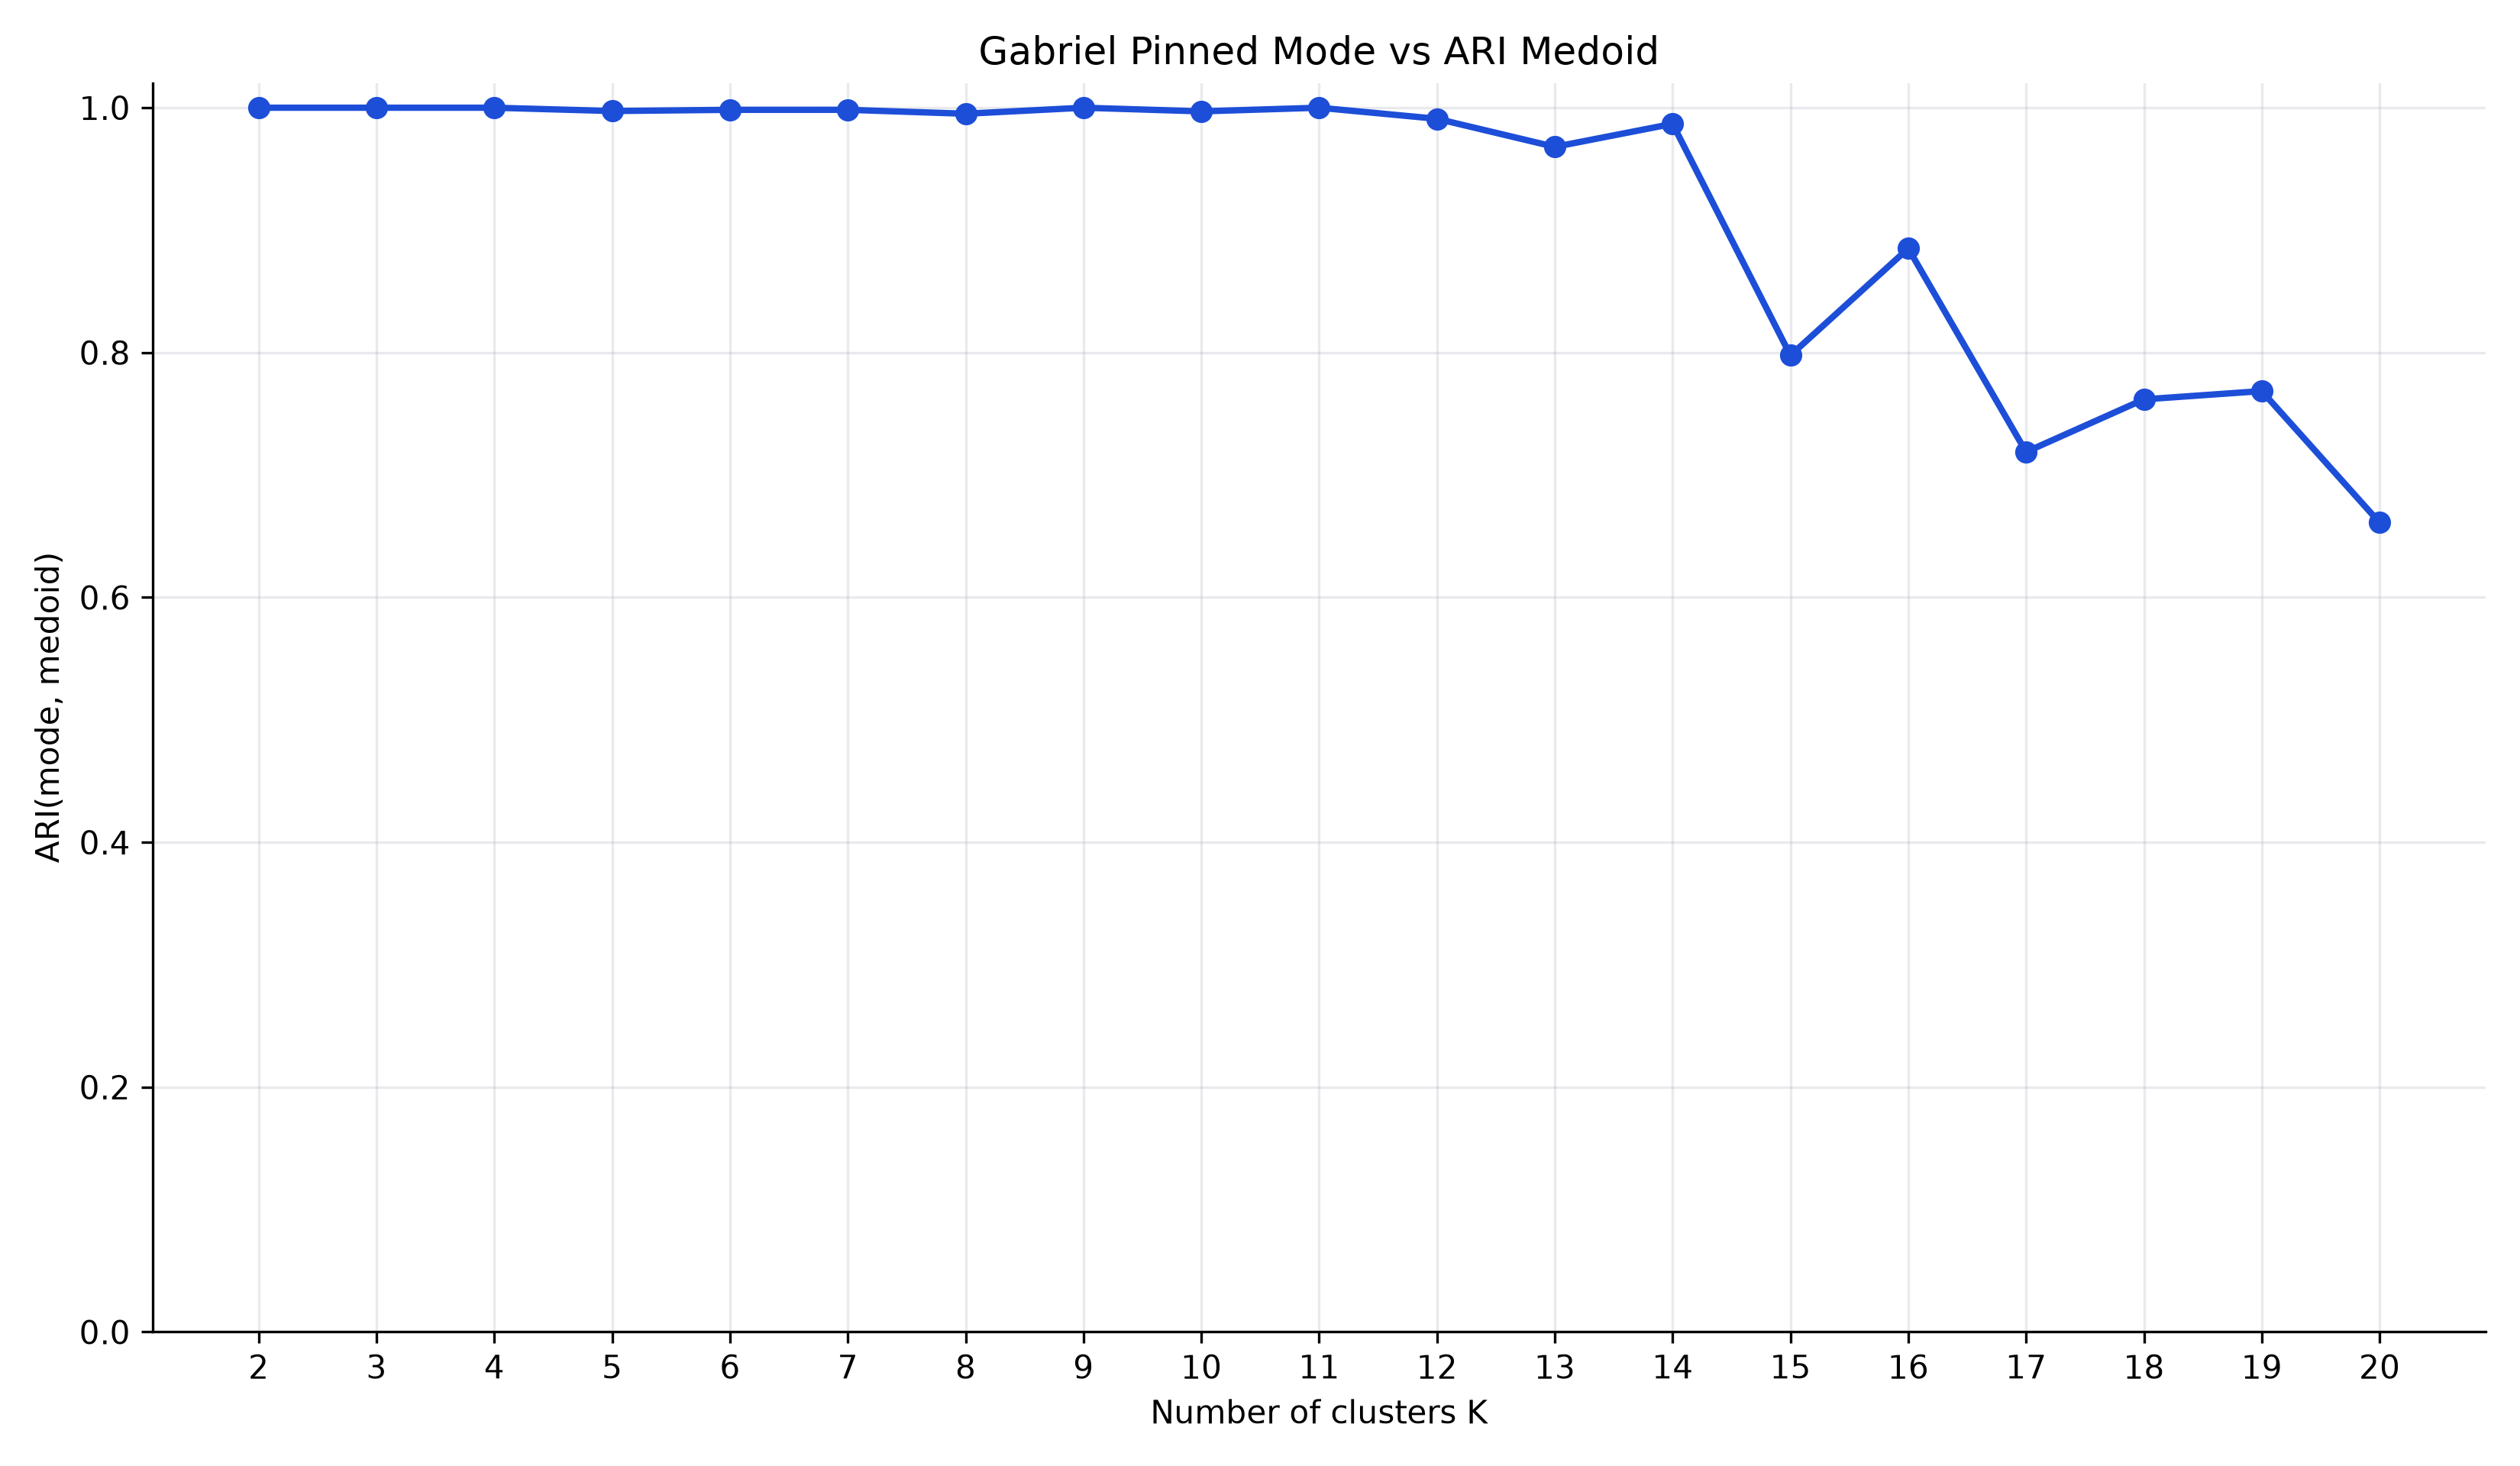 Gabriel Pinned Mode vs ARI Medoid
ARI(mode, medoid)
1.0
0.8
0.6
0.4
0.2
0.0
2 3 4 5 6 7 8 9 10 11 12 13 14 15 16 17 18 19 20
Number of clusters K